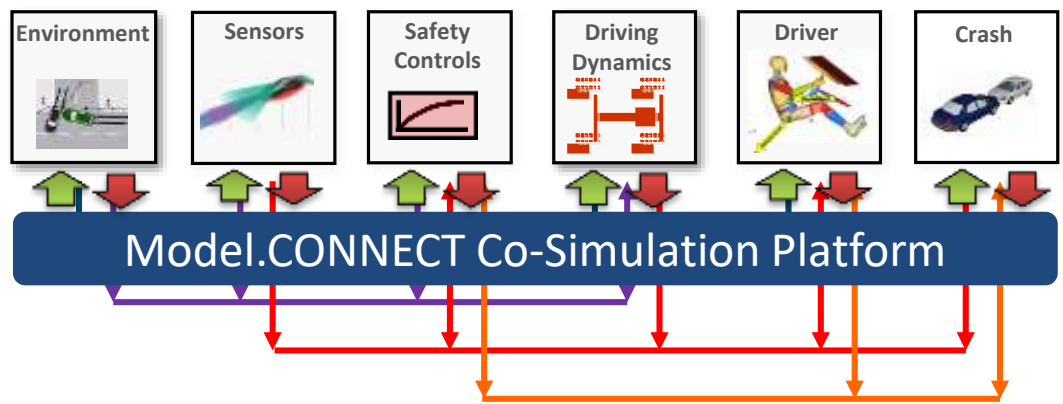 Environment
Sensors
Safety
Controls
Driving
Dynamics
Driver
Crash
Model.CONNECT Co-Simulation Platform